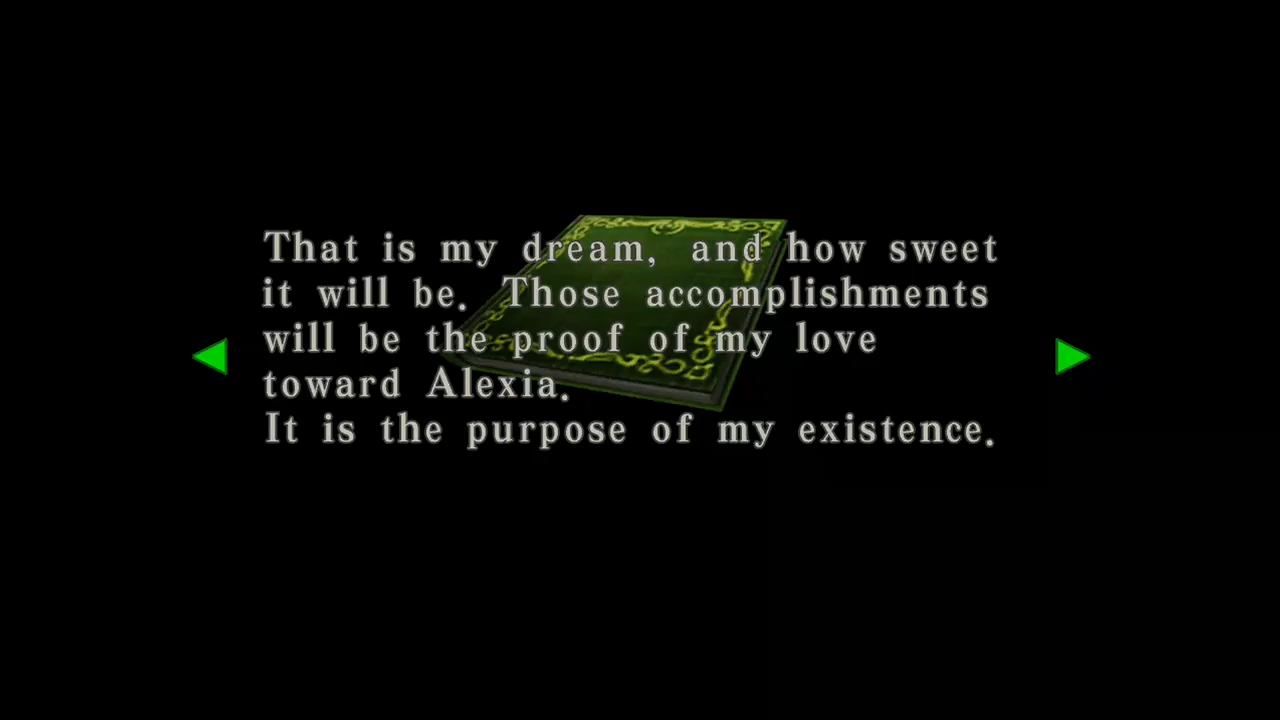 That is my dream, and how sweet
it will be. Those accomplishments
will be the proof of my love
toward Alexia.
It is the purpose of my existence.